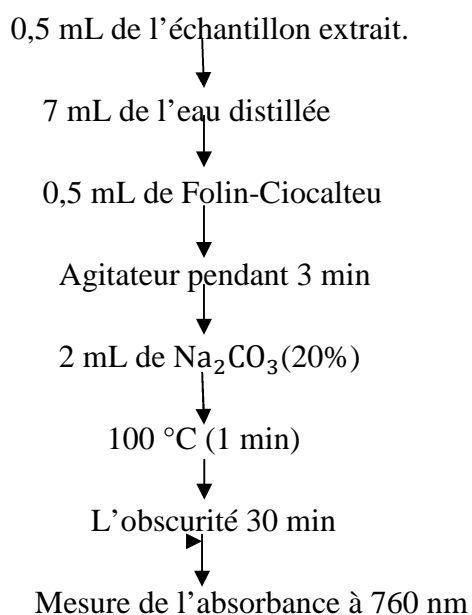 0,5 mL de l’échantillon extrait.
7 mL de l’eau distillée
0,5 mL de Folin-Ciocalteu
Agitateur pendant 3 min
2 mL de Na₂CO₃(20%)
100 °C (1 min)
L’obscurité 30 min
Mesure de l’absorbance à 760 nm